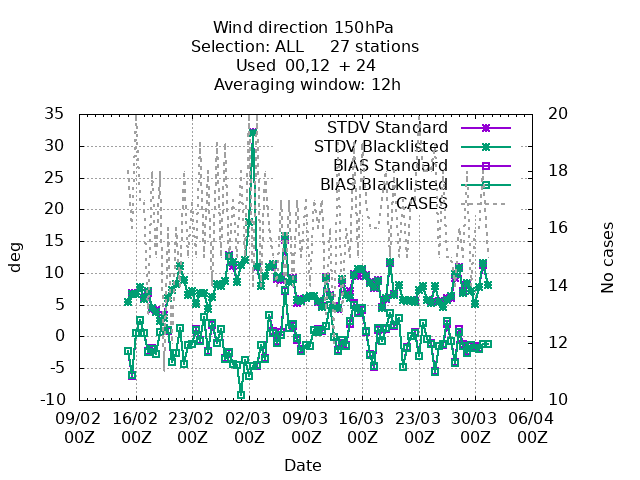 Wind direction 150hPa
Selection: ALL 27 stations
Used 00,12 + 24
Averaging window: 12h
35 20
STDV Standard
30
STDV Blacklisted
BIAS Standard
25 18
BIAS Blacklisted
20
CASES
15 16
10
14
5
0 12
-5
-10 10
deg
No cases
09/02 16/02 23/02 02/03 09/03 16/03 23/03 30/03 06/04
00Z 00Z 00Z 00Z 00Z 00Z 00Z 00Z 00Z
Date